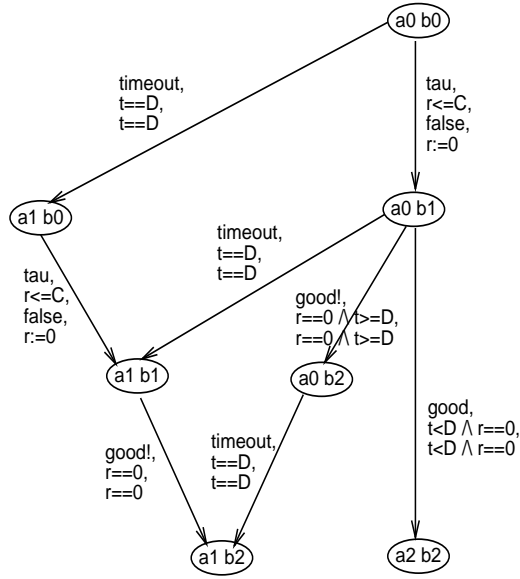 a0 b0
timeout,
t==D,
t==D
tau,
r<=C,
false,
r:=0
a1 b0
a0 b1
timeout,
t==D,
t==D
tau,
r<=C,
false,
r:=0
good!,
r==0 /\ t>=D,
r==0 /\ t>=D
a1 b1
a0 b2
good,
t<D /\ r==0,
t<D /\ r==0
good!,
r==0,
r==0
timeout,
t==D,
t==D
a1 b2
a2 b2